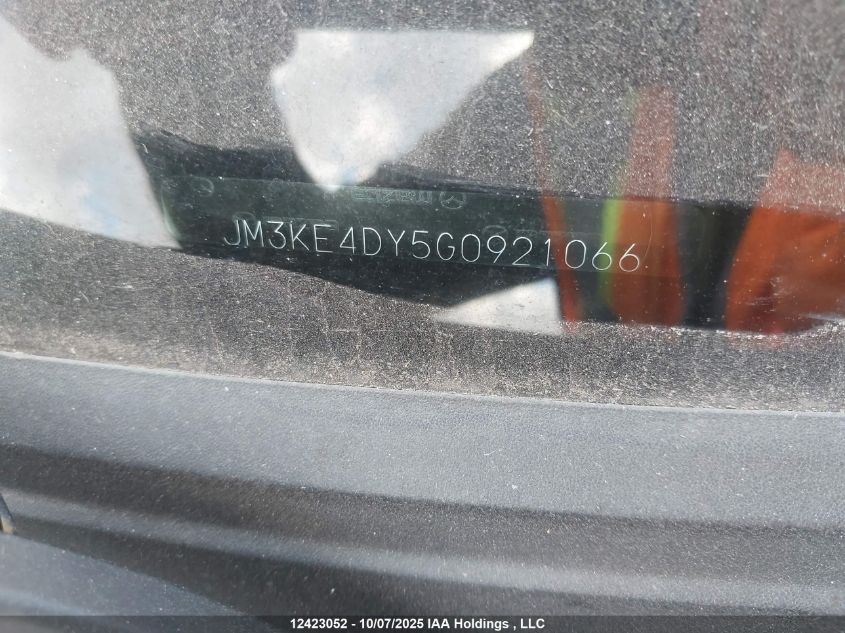 JM3KE4DY5G0921066
12423052 - 10/07/2025 IAA Holdings , LLC